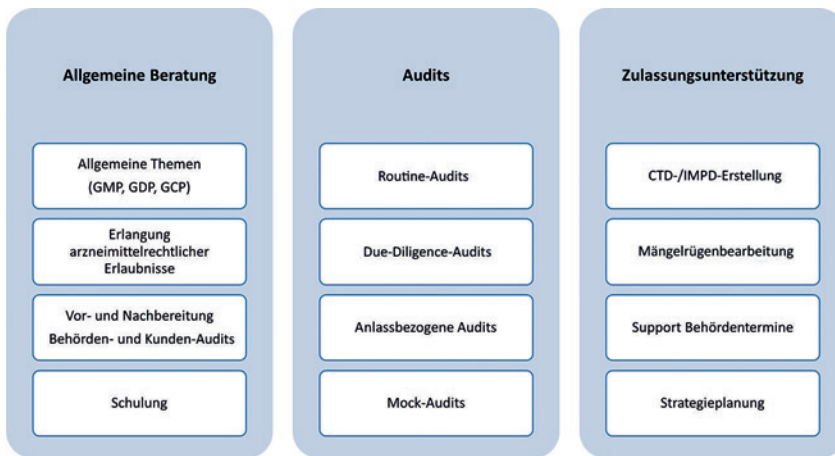 Allgemeine Beratung
Allgemeine Themen
(GMP, GDP, GCP)
Erlangung
arzneimittelrechtlicher
Erlaubnisse
Vor- und Nachbereitung
Behörden- und Kunden-Audits
Schulung
Audits
Routine-Audits
Due-Diligence-Audits
Anlassbezogene Audits
Mock-Audits
Zulassungsunterstützung
CTD-/IMPD-Erstellung
Mängelrügenbearbeitung
Support Behördentermine
Strategieplanung